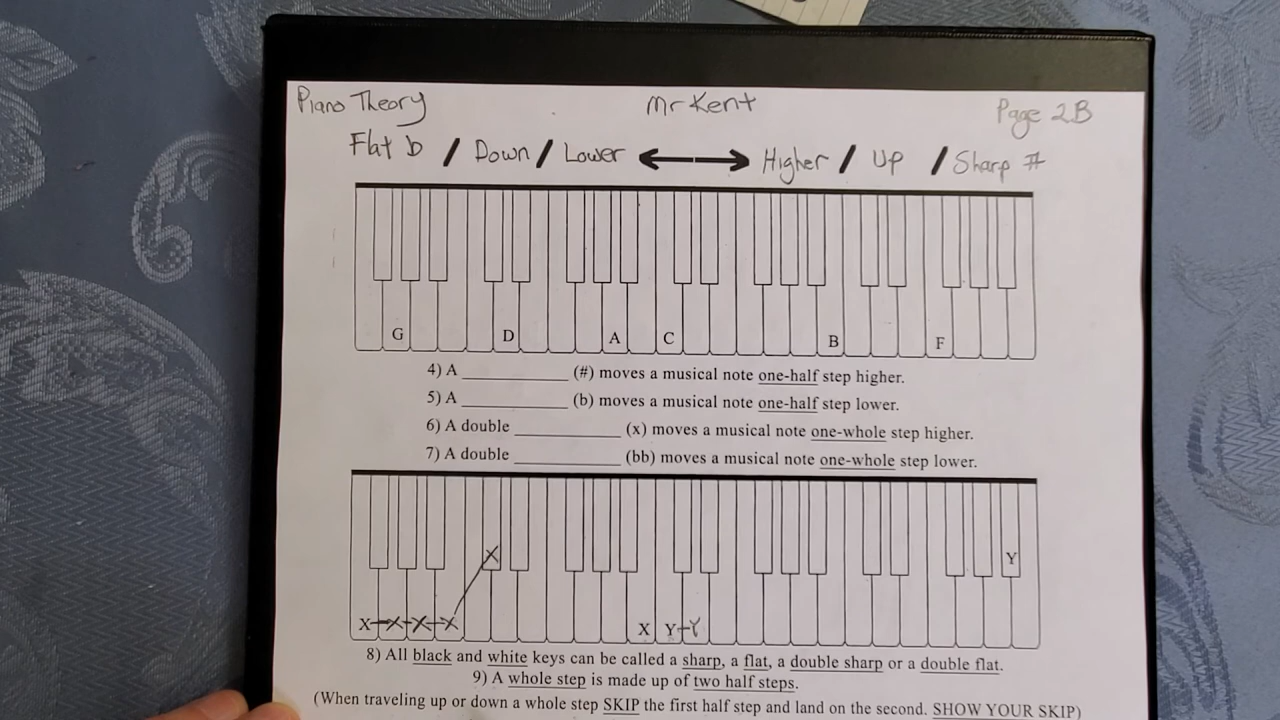 Piano Theory Mr Kent Page 2B
Flat b / Down / Lower ⟷ Higher / Up / Sharp #
G D A C B F
4) A __________ (#) moves a musical note one-half step higher.
5) A __________ (b) moves a musical note one-half step lower.
6) A double __________ (x) moves a musical note one-whole step higher.
7) A double __________ (bb) moves a musical note one-whole step lower.
X Y
X X X X X Y Y
8) All black and white keys can be called a sharp, a flat, a double sharp or a double flat.
9) A whole step is made up of two half steps.
(When traveling up or down a whole step SKIP the first half step and land on the second. SHOW YOUR SKIP)